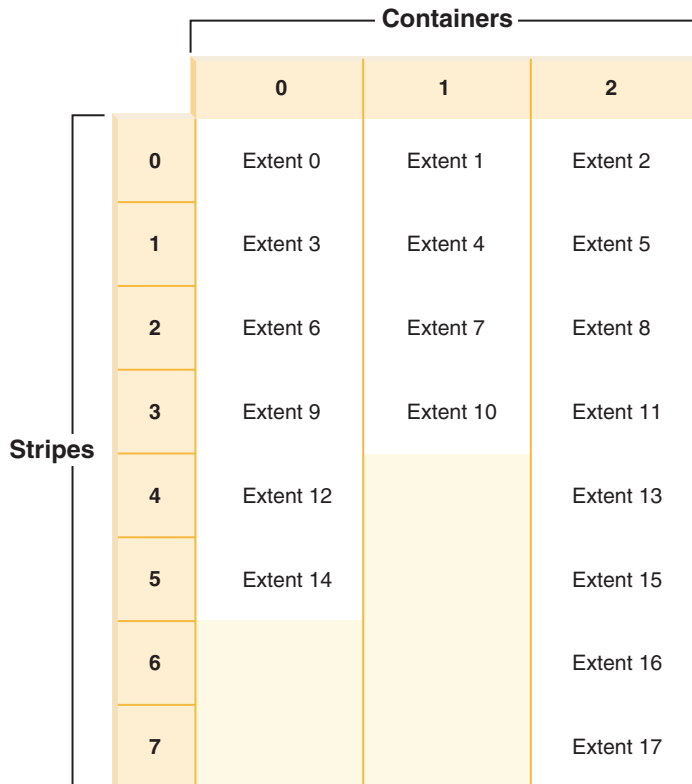 Containers
0 1 2
0 Extent 0 Extent 1 Extent 2
1 Extent 3 Extent 4 Extent 5
2 Extent 6 Extent 7 Extent 8
3 Extent 9 Extent 10 Extent 11
Stripes
4 Extent 12 Extent 13
5 Extent 14 Extent 15
6 Extent 16
7 Extent 17